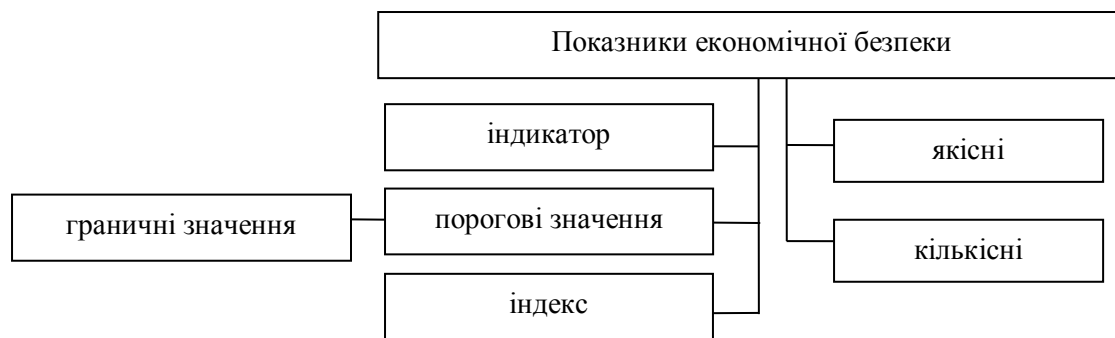 Показники економічної безпеки
індикатор
якісні
граничні значення
порогові значення
кількісні
індекс